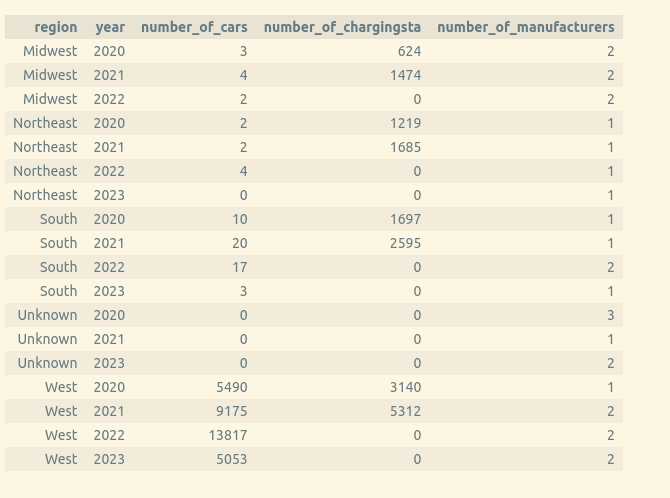 region year number_of_cars number_of_chargingsta number_of_manufacturers
Midwest 2020 3 624 2
Midwest 2021 4 1474 2
Midwest 2022 2 0 2
Northeast 2020 2 1219 1
Northeast 2021 2 1685 1
Northeast 2022 4 0 1
Northeast 2023 0 0 1
South 2020 10 1697 1
South 2021 20 2595 1
South 2022 17 0 2
South 2023 3 0 1
Unknown 2020 0 0 3
Unknown 2021 0 0 1
Unknown 2023 0 0 2
West 2020 5490 3140 1
West 2021 9175 5312 2
West 2022 13817 0 2
West 2023 5053 0 2